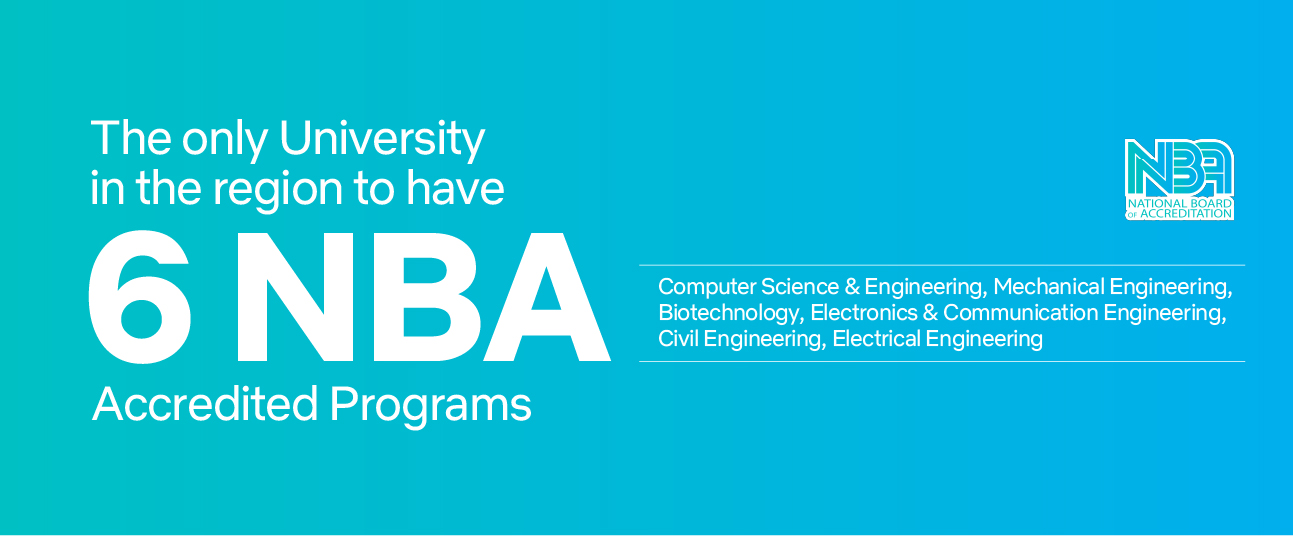 The only University
in the region to have
6 NBA
Accredited Programs
NBA
NATIONAL BOARD
OF ACCREDITATION
Computer Science & Engineering, Mechanical Engineering,
Biotechnology, Electronics & Communication Engineering,
Civil Engineering, Electrical Engineering